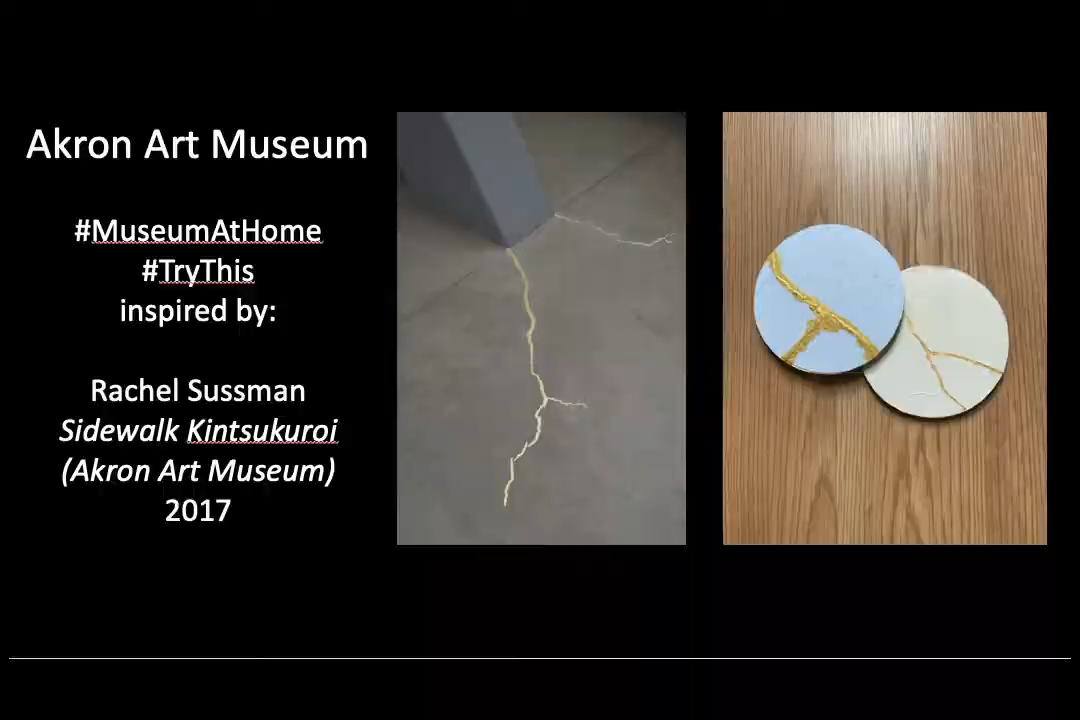 Akron Art Museum
#MuseumAtHome
#TryThis
inspired by:
Rachel Sussman
Sidewalk Kintsukuroi
(Akron Art Museum)
2017